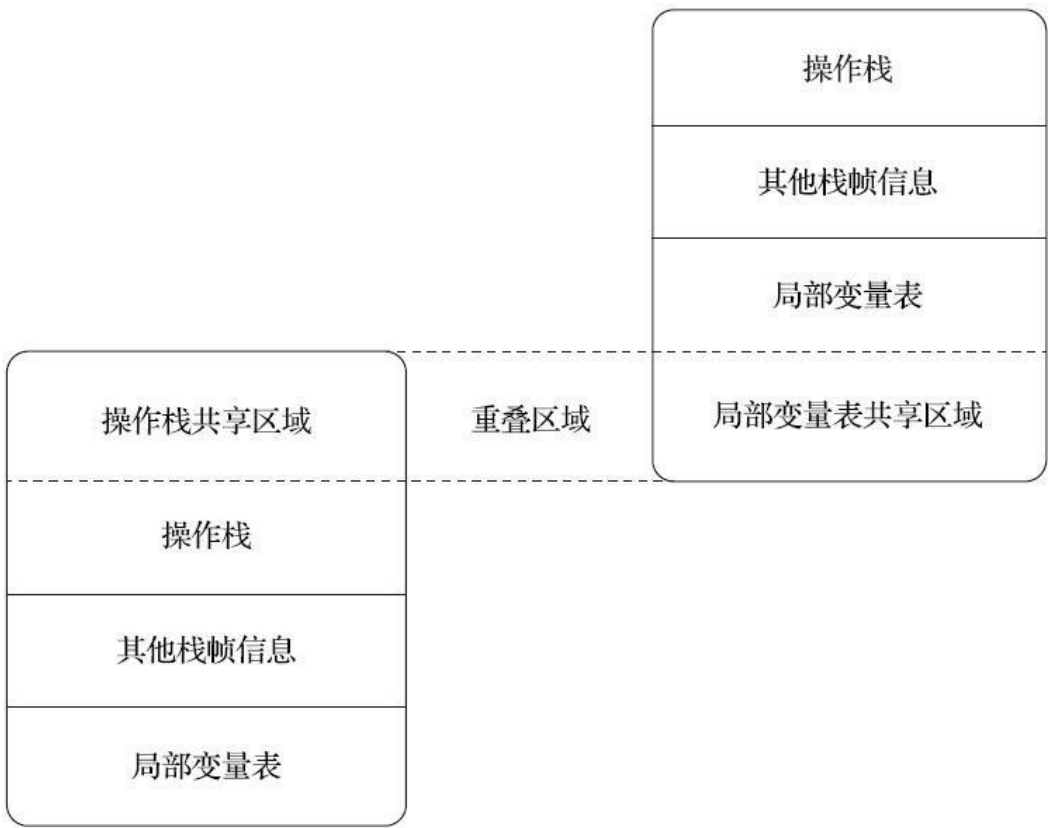 操作栈
其他栈帧信息
局部变量表
操作栈共享区域
重叠区域
局部变量表共享区域
操作栈
其他栈帧信息
局部变量表